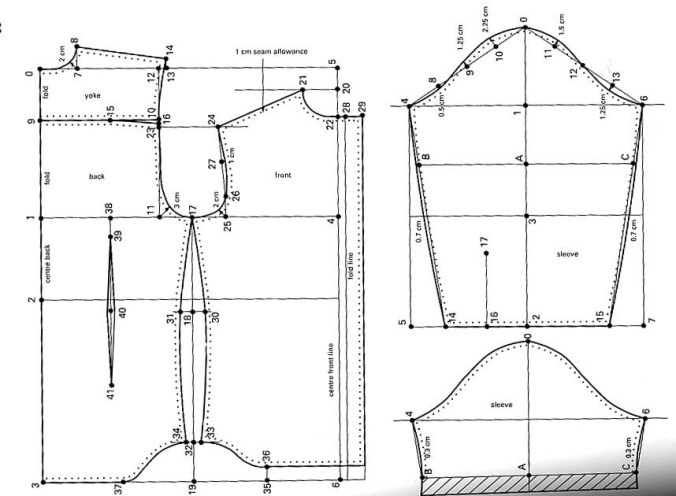 8
14
2 cm
7
12
13
0
fold
yoke
1 cm seam allowance
5
20
21
28
29
22
9
15
10
16
23
24
27
1 cm
26
front
fold
back
38
11
3 cm
17
2 cm
25
1
4
39
centre back
fold line
2
40
31
18
30
41
centre front line
34
33
32
36
3
37
19
35
6
0
2.25 cm
1.5 cm
1.25 cm
10
11
9
12
8
13
4
0.5 cm
1.25 cm
6
1
B
A
C
3
0.7 cm
0.7 cm
17
sleeve
5
14
16
2
15
7
0
sleeve
4
6
0.3 cm
0.3 cm
B
A
C